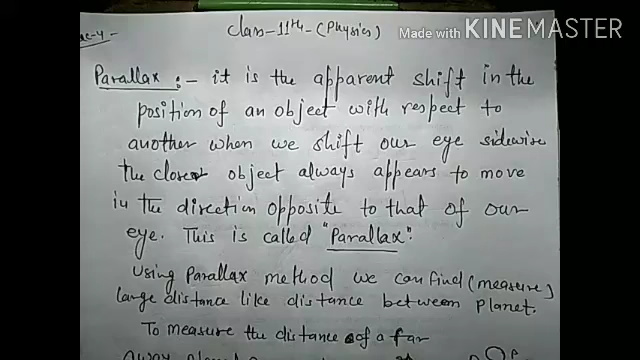 Class-11th-(Physics)
Made with KINEMASTER
Parallax :- it is the apparent shift in the
position of an object with respect to
another when we shift our eye sidewise
the closer object always appears to move
in the direction opposite to that of our
eye. This is called "Parallax".
Using Parallax method we can find (measure)
large distance like distance between planet.
To measure the distance of a far
away